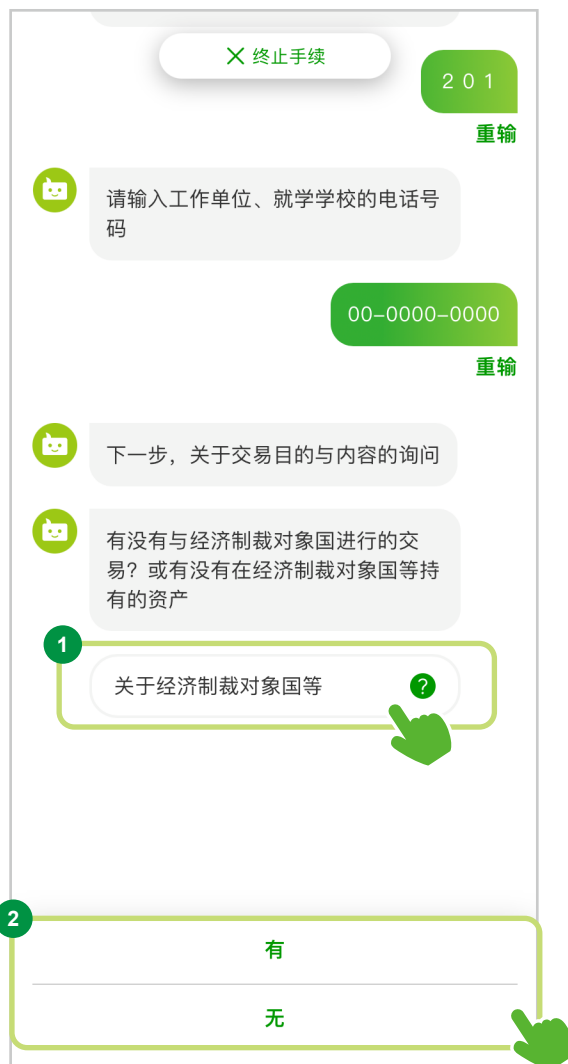 终止手续
2 0 1
重输
请输入工作单位、就学学校的电话号
码
00-0000-0000
重输
下一步，关于交易目的与内容的询问
有没有与经济制裁对象国进行的交
易？或有没有在经济制裁对象国等持
有的资产
1
关于经济制裁对象国等 ?
2
有
无